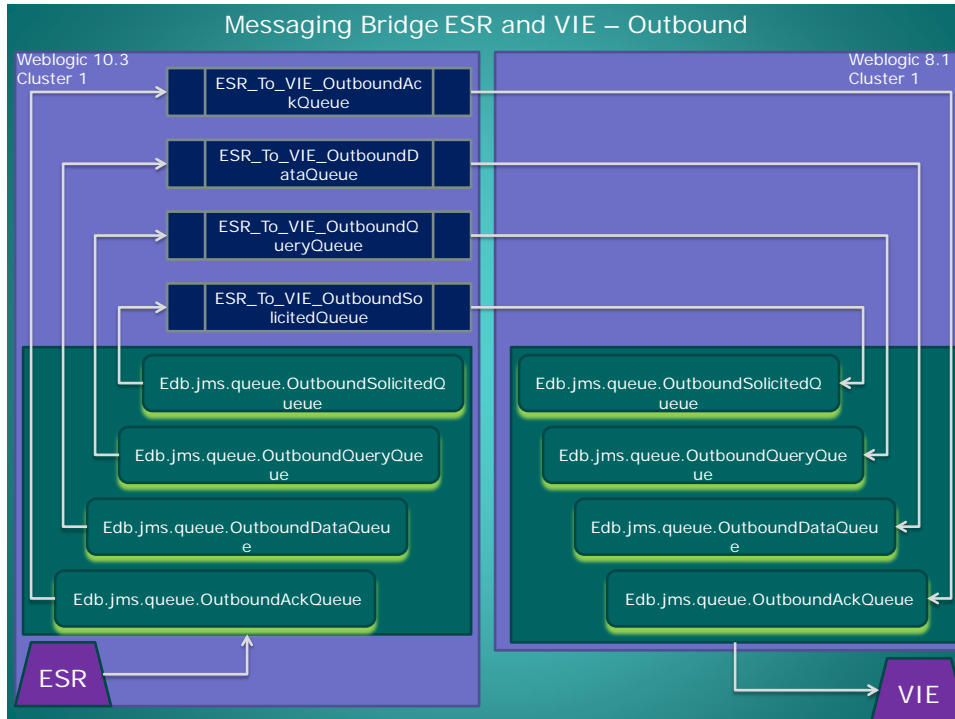 Messaging Bridge ESR and VIE – Outbound
Weblogic 10.3
Cluster 1
Weblogic 8.1
Cluster 1
ESR_To_VIE_OutboundAc
kQueue
ESR_To_VIE_OutboundD
ataQueue
ESR_To_VIE_OutboundQ
ueryQueue
ESR_To_VIE_OutboundSo
licitedQueue
Edb.jms.queue.OutboundSolicitedQ
ueue
Edb.jms.queue.OutboundQueryQue
ue
Edb.jms.queue.OutboundDataQueu
e
Edb.jms.queue.OutboundAckQueue
Edb.jms.queue.OutboundSolicitedQ
ueue
Edb.jms.queue.OutboundQueryQue
ue
Edb.jms.queue.OutboundDataQueu
e
Edb.jms.queue.OutboundAckQueue
ESR
VIE